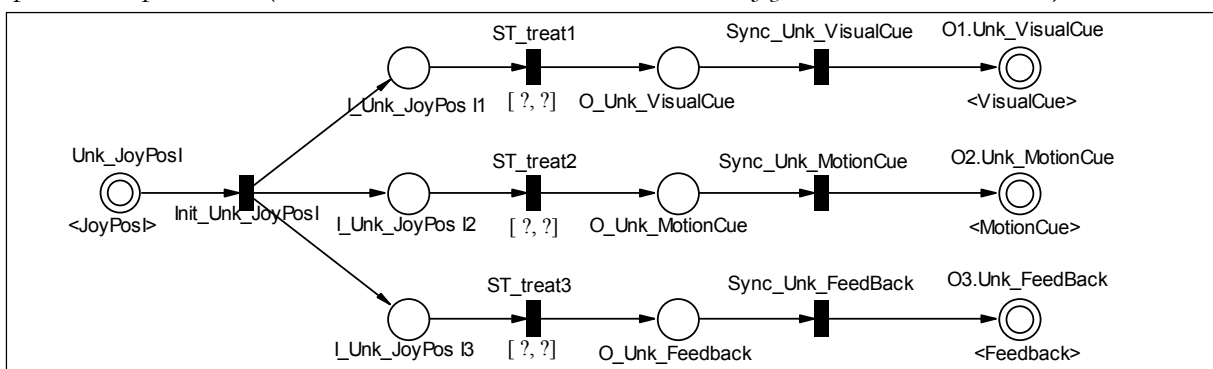 ST_treat1
Sync_Unk_VisualCue
O1.Unk_VisualCue
I_Unk_JoyPos I1
[ ?, ?]
O_Unk_VisualCue
<VisualCue>
Unk_JoyPosI
ST_treat2
Sync_Unk_MotionCue
O2.Unk_MotionCue
<JoyPosI>
Init_Unk_JoyPosI
I_Unk_JoyPos I2
[ ?, ?]
O_Unk_MotionCue
<MotionCue>
ST_treat3
Sync_Unk_FeedBack
O3.Unk_FeedBack
I_Unk_JoyPos I3
[ ?, ?]
O_Unk_Feedback
<Feedback>